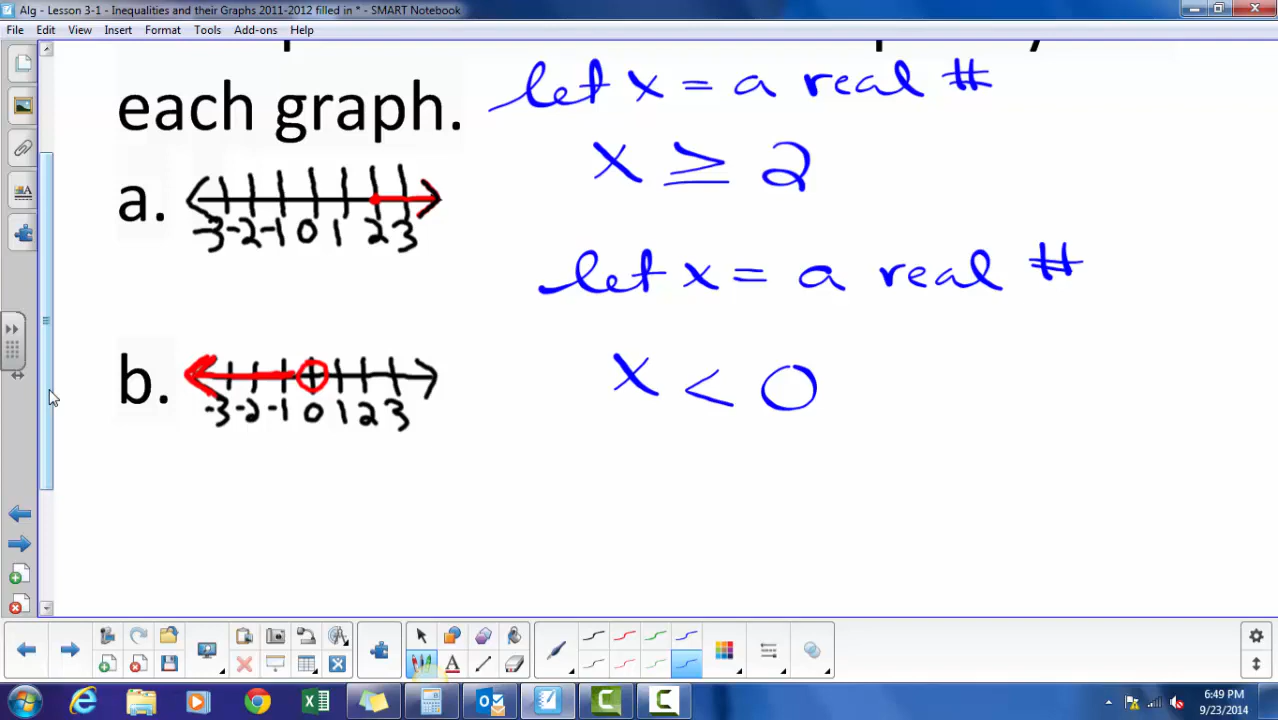 Alg - Lesson 3-1 - Inequalities and their Graphs 2011-2012 filled in * - SMART Notebook
File Edit View Insert Format Tools Add-ons Help
each graph.
let x = a real #
x ≥ 2
a.
-3 -2 -1 0 1 2 3
let x = a real #
b.
x < 0
-3 -2 -1 0 1 2 3
6:49 PM
9/23/2014